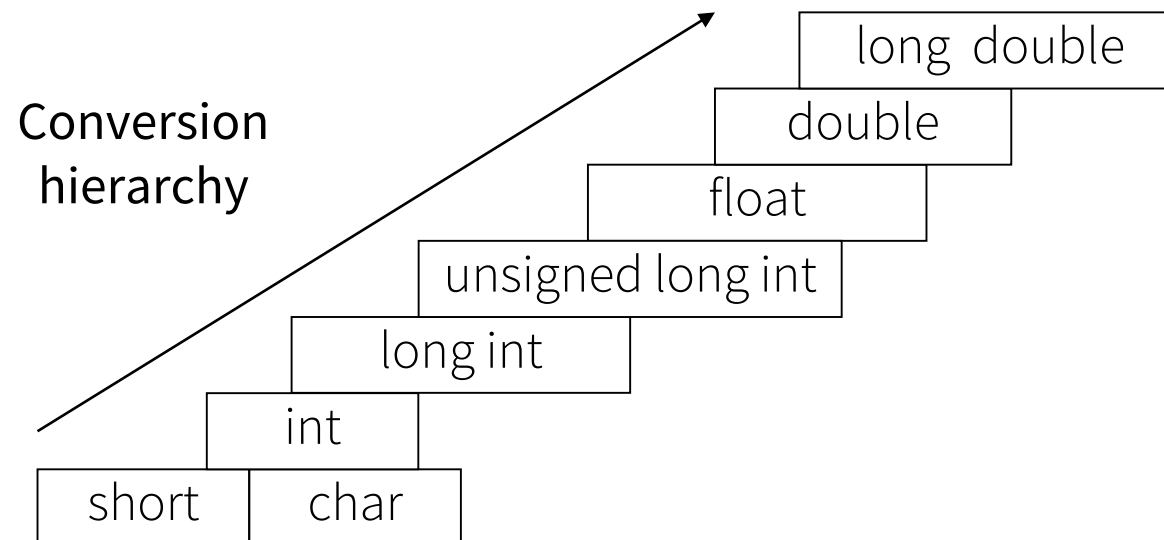 long double
double
Conversion
hierarchy
float
unsigned long int
long int
int
short char